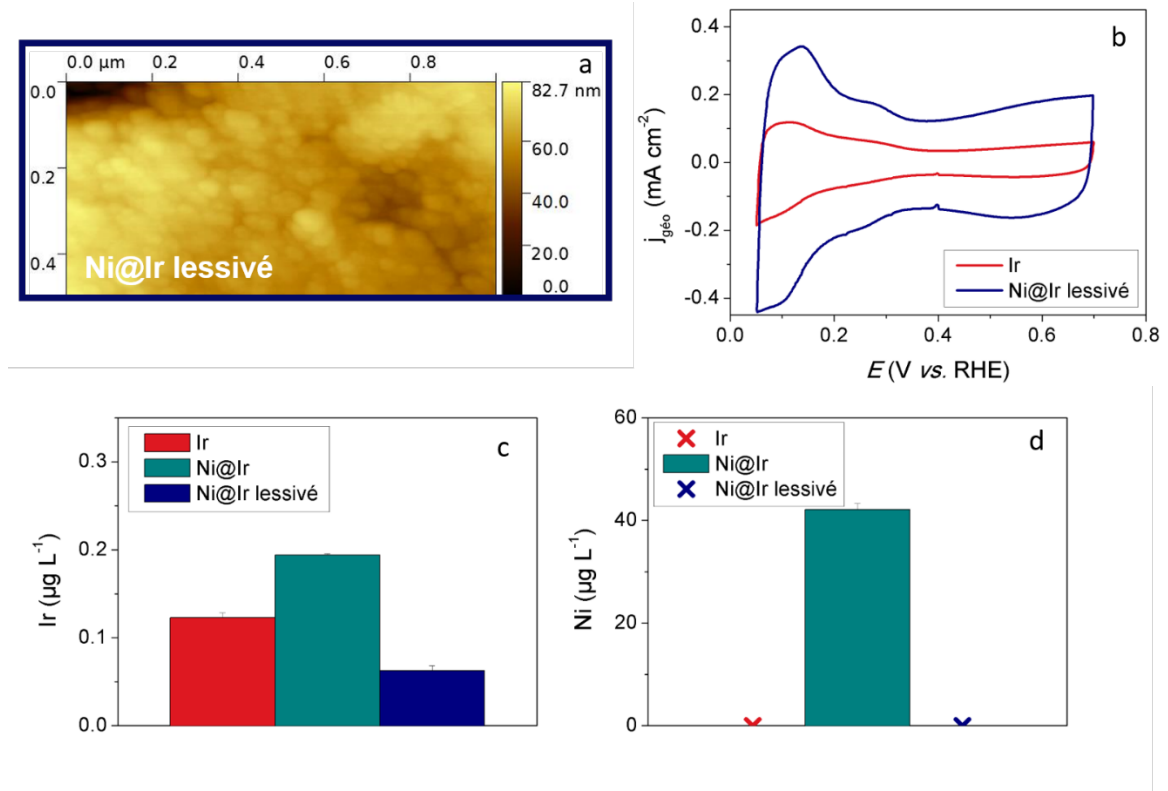 0.0 µm 0.2 0.4 0.6 0.8
a
0.0
0.2
0.4
82.7 nm
60.0
40.0
20.0
0.0
Ni@Ir lessivé
b
0.4
0.2
0.0
-0.2
-0.4
j géo (mA cm-2)
Ir
Ni@Ir lessivé
0.0 0.2 0.4 0.6 0.8
E (V vs. RHE)
c
Ir
Ni@Ir
Ni@Ir lessivé
0.3
0.2
0.1
0.0
Ir (µg L-1)
d
Ir
Ni@Ir
Ni@Ir lessivé
60
40
20
0
Ni (µg L-1)